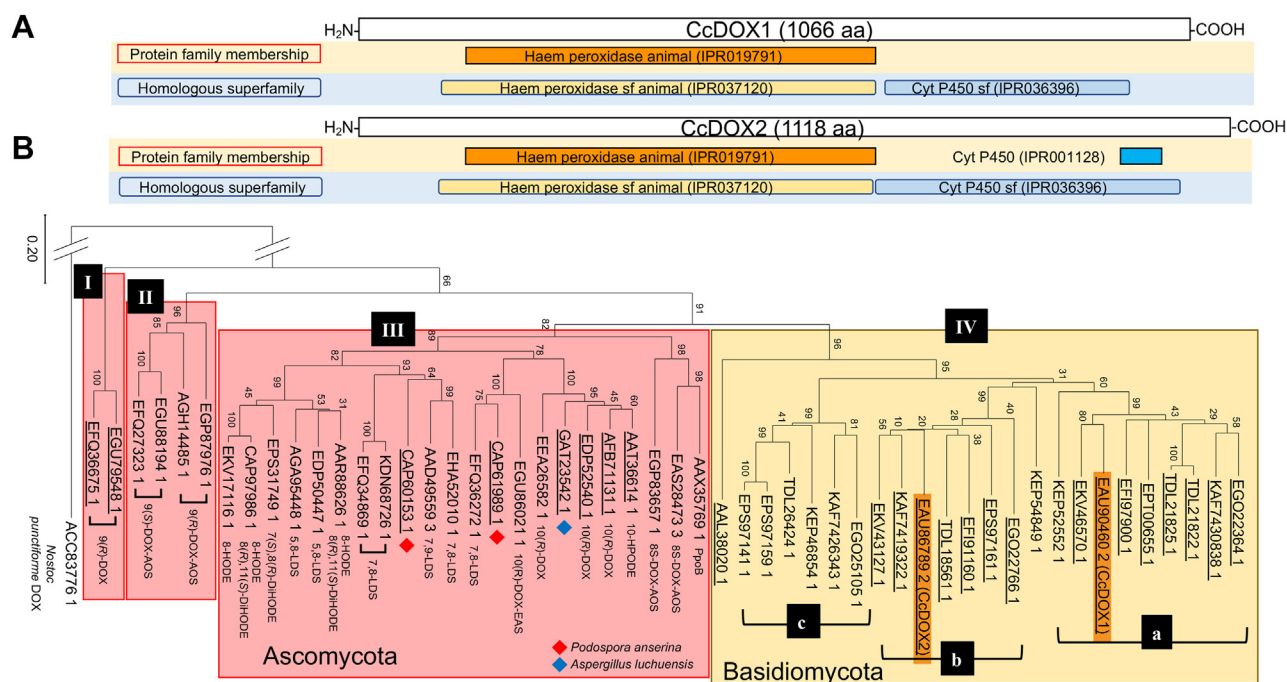 A
H₂N-
CcDOX1 (1066 aa)
-COOH
Protein family membership
Haem peroxidase animal (IPR019791)
Homologous superfamily
Haem peroxidase sf animal (IPR037120)
Cyt P450 sf (IPR036396)
B
H₂N-
CcDOX2 (1118 aa)
-COOH
Protein family membership
Haem peroxidase animal (IPR019791)
Cyt P450 (IPR001128)
Homologous superfamily
Haem peroxidase sf animal (IPR037120)
Cyt P450 sf (IPR036396)
0.20
66
91
82
96
89
95
I
II
III
IV
96
85
100
100
82
78
98
98
93
99
64
99
45
100
53
31
100
75
100
100
95
45
60
99
41
99
81
56
10
20
28
38
40
31
60
99
80
99
43
100
29
58
ACC83776 1
Nostoc
punctiforme DOX
EFQ36675 1
EGU79548 1
9(R)-DOX
EFQ27323 1
EGU88194 1
9(S)-DOX-AOS
AGH14485 1
EGP87976 1
9(R)-DOX-AOS
EKV17116 1 8-HODE
CAP97986 1 8-HODE
8(R),11(S)-DiHODE
EPS31749 1 7(S),8(R)-DiHODE
AGA95448 1 5,8-LDS
EDP50447 1 5,8-LDS
AAR88626 1 8-HODE
8(R),11(S)-DiHODE
EFQ34869 1
KDN68726 1
7,8-LDS
CAP60153 1
AAD49559 3 7,9-LDS
EHA52010 1 7,8-LDS
EFQ36272 1 7,8-LDS
CAP61989 1
EGU86021 1 10(R)-DOX-EAS
EEA26582 1 10(R)-DOX
GAT23542 1
EDP52540 1 10(R)-DOX
AFB71131 1 10(R)-DOX
AAT36614 1 10-HPODE
EGP83657 1 8S-DOX-AOS
EAS28473 3 8S-DOX-AOS
AAX35789 1 PpoB
Podospora anserina
Aspergillus luchuensis
Ascomycota
AAL38020 1
EPS97141 1
EPS97159 1
TDL26424 1
KEP46854 1
KAF7426343 1
EGO25105 1
c
EKV43127 1
KAF7419322 1
EAU86789 2 (CcDOX2)
TDL18561 1
EFI91160 1
EPS97161 1
EGO02766 1
b
KEP54849 1
KEP52552 1
EKV46570 1
EAU90460 2 (CcDOX1)
EFI97900 1
EPT00655 1
TDL21825 1
TDL21822 1
KAF7430838 1
EGO22364 1
a
Basidiomycota